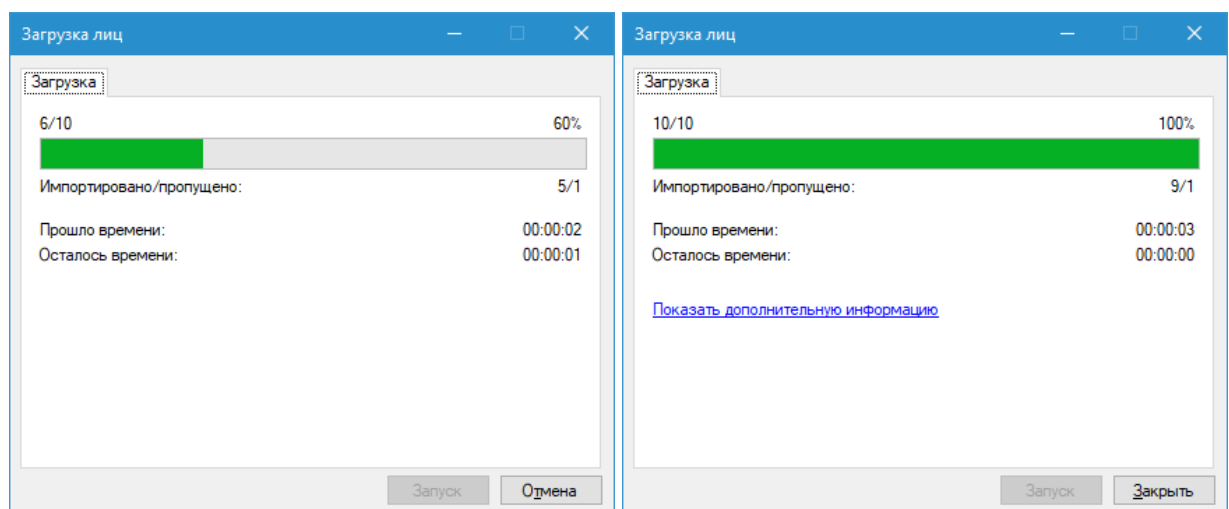 Загрузка лиц
Загрузка
6/10 60%
Импортировано/пропущено: 5/1
Прошло времени: 00:00:02
Осталось времени: 00:00:01
Запуск Отмена
Загрузка лиц
Загрузка
10/10 100%
Импортировано/пропущено: 9/1
Прошло времени: 00:00:03
Осталось времени: 00:00:00
Показать дополнительную информацию
Запуск Закрыть